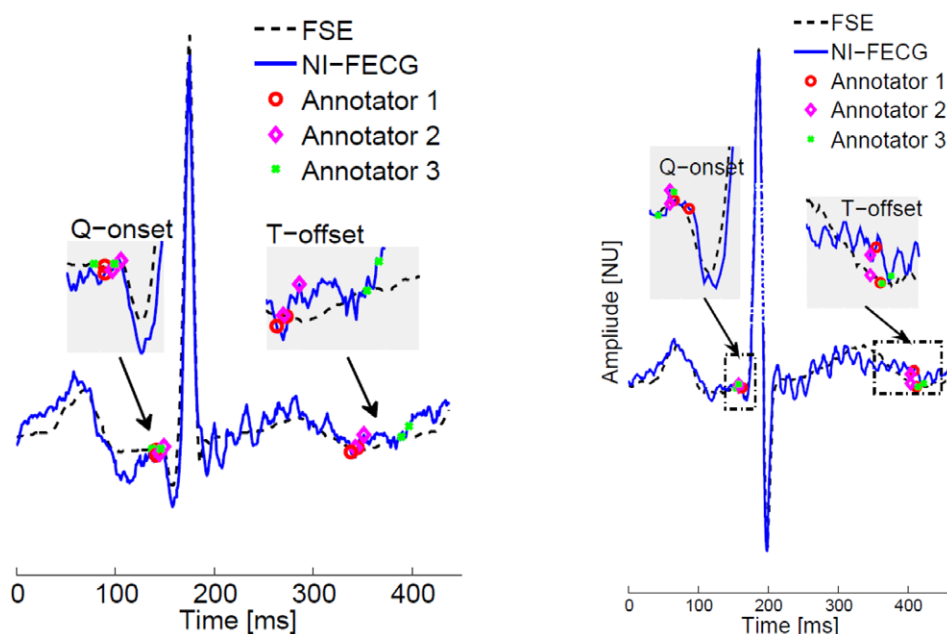 FSE
NI−FECG
Annotator 1
Annotator 2
Annotator 3
Q−onset
T−offset
0 100 200 300 400
Time [ms]
FSE
NI−FECG
Annotator 1
Annotator 2
Annotator 3
Q−onset
T−offset
Ampliude [NU]
0 100 200 300 400
Time [ms]